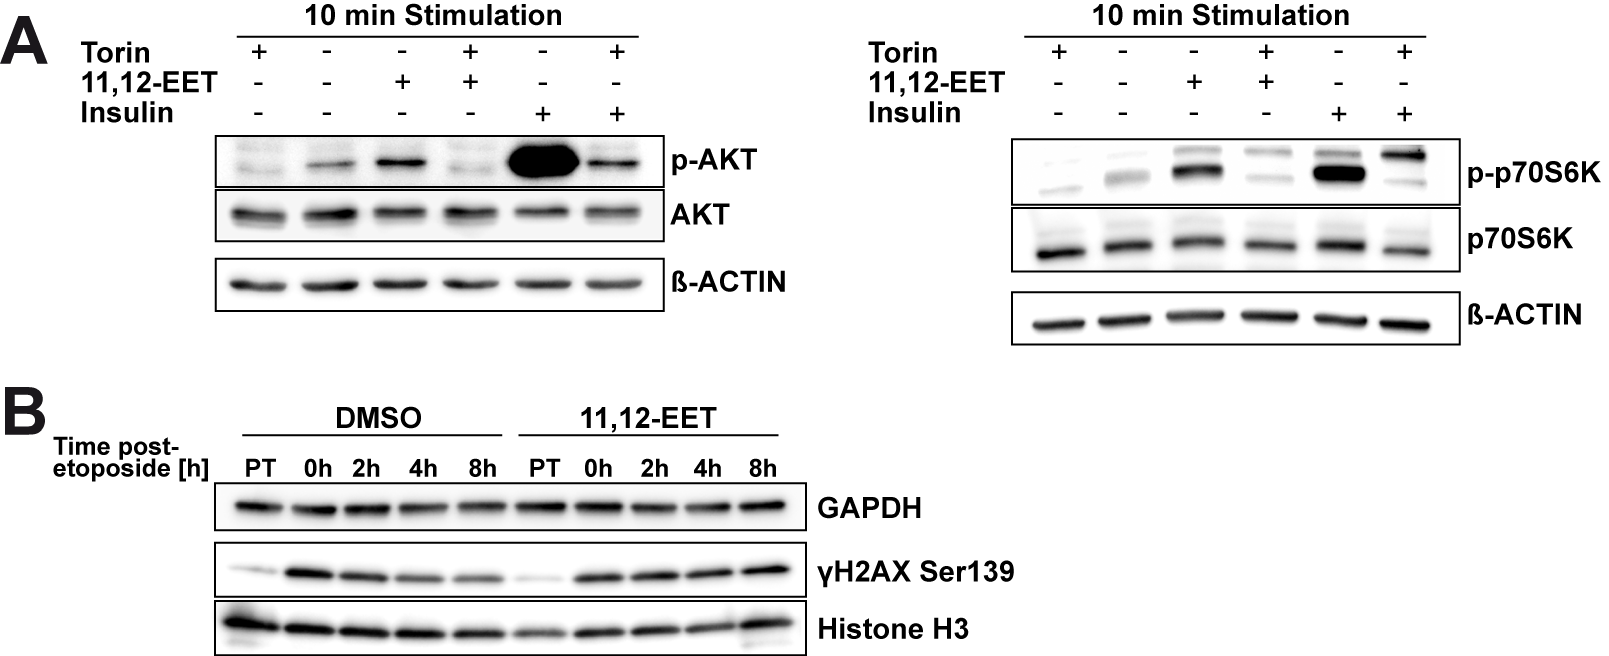 A
10 min Stimulation
Torin + - - + - +
11,12-EET - - + + - -
Insulin - - - - + +
p-AKT
AKT
ß-ACTIN
10 min Stimulation
Torin + - - + - +
11,12-EET - - + + - -
Insulin - - - - + +
p-p70S6K
p70S6K
ß-ACTIN
B
DMSO 11,12-EET
Time post-
etoposide [h] PT 0h 2h 4h 8h PT 0h 2h 4h 8h
GAPDH
γH2AX Ser139
Histone H3